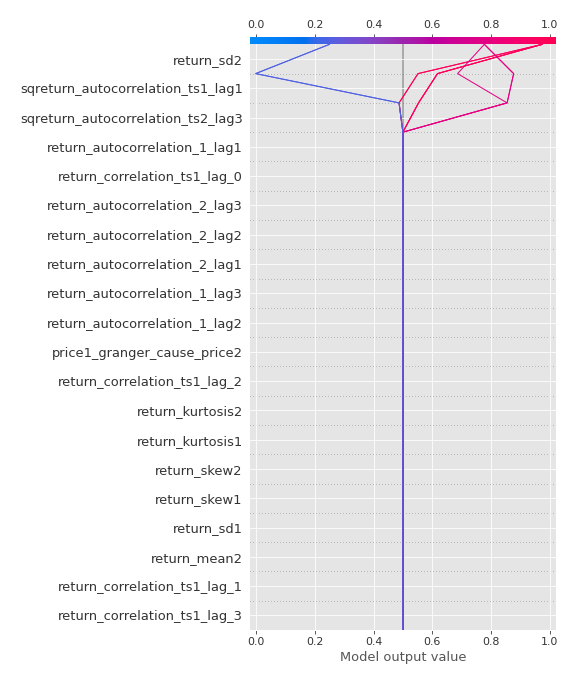 0.0 0.2 0.4 0.6 0.8 1.0
return_sd2
sqreturn_autocorrelation_ts1_lag1
sqreturn_autocorrelation_ts2_lag3
return_autocorrelation_1_lag1
return_correlation_ts1_lag_0
return_autocorrelation_2_lag3
return_autocorrelation_2_lag2
return_autocorrelation_2_lag1
return_autocorrelation_1_lag3
return_autocorrelation_1_lag2
price1_granger_cause_price2
return_correlation_ts1_lag_2
return_kurtosis2
return_kurtosis1
return_skew2
return_skew1
return_sd1
return_mean2
return_correlation_ts1_lag_1
return_correlation_ts1_lag_3
0.0 0.2 0.4 0.6 0.8 1.0
Model output value